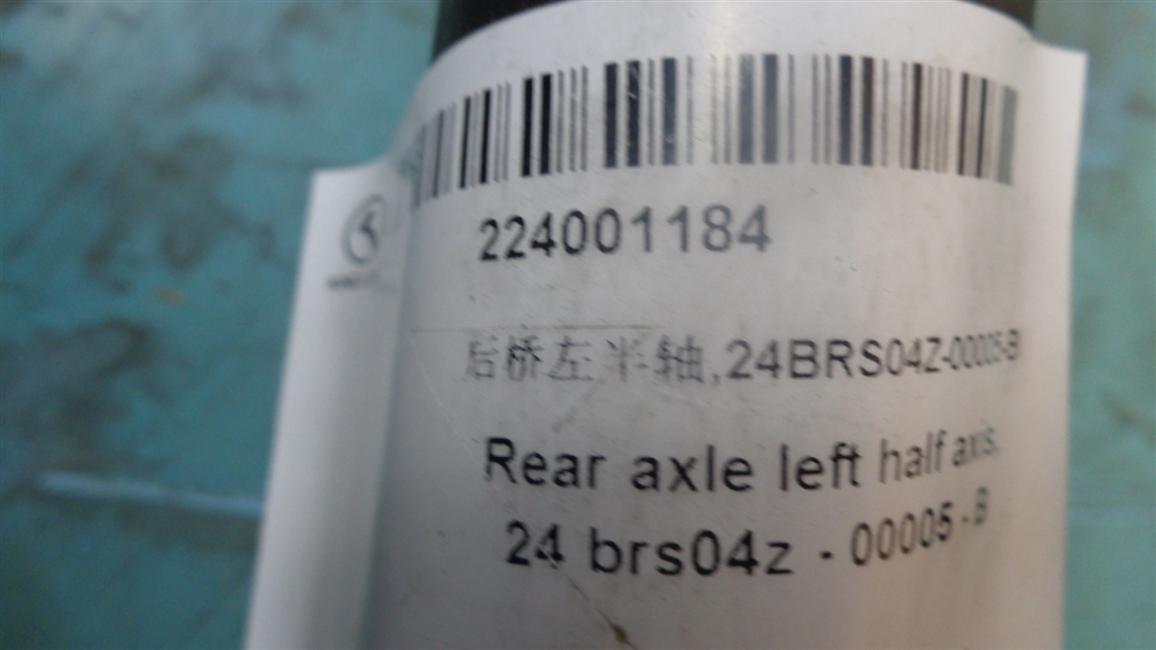 224001184
后桥左半轴,24BRS04Z-00005-B
Rear axle left half axis,
24 brs04z - 00005 - B